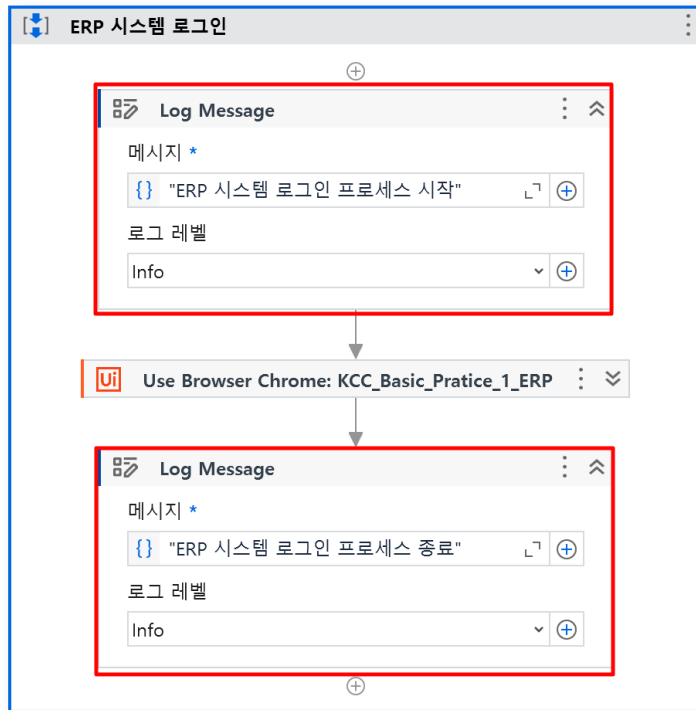 ERP 시스템 로그인
Log Message
메시지 *
{} "ERP 시스템 로그인 프로세스 시작"
로그 레벨
Info
Ui Use Browser Chrome: KCC_Basic_Pratice_1_ERP
Log Message
메시지 *
{} "ERP 시스템 로그인 프로세스 종료"
로그 레벨
Info